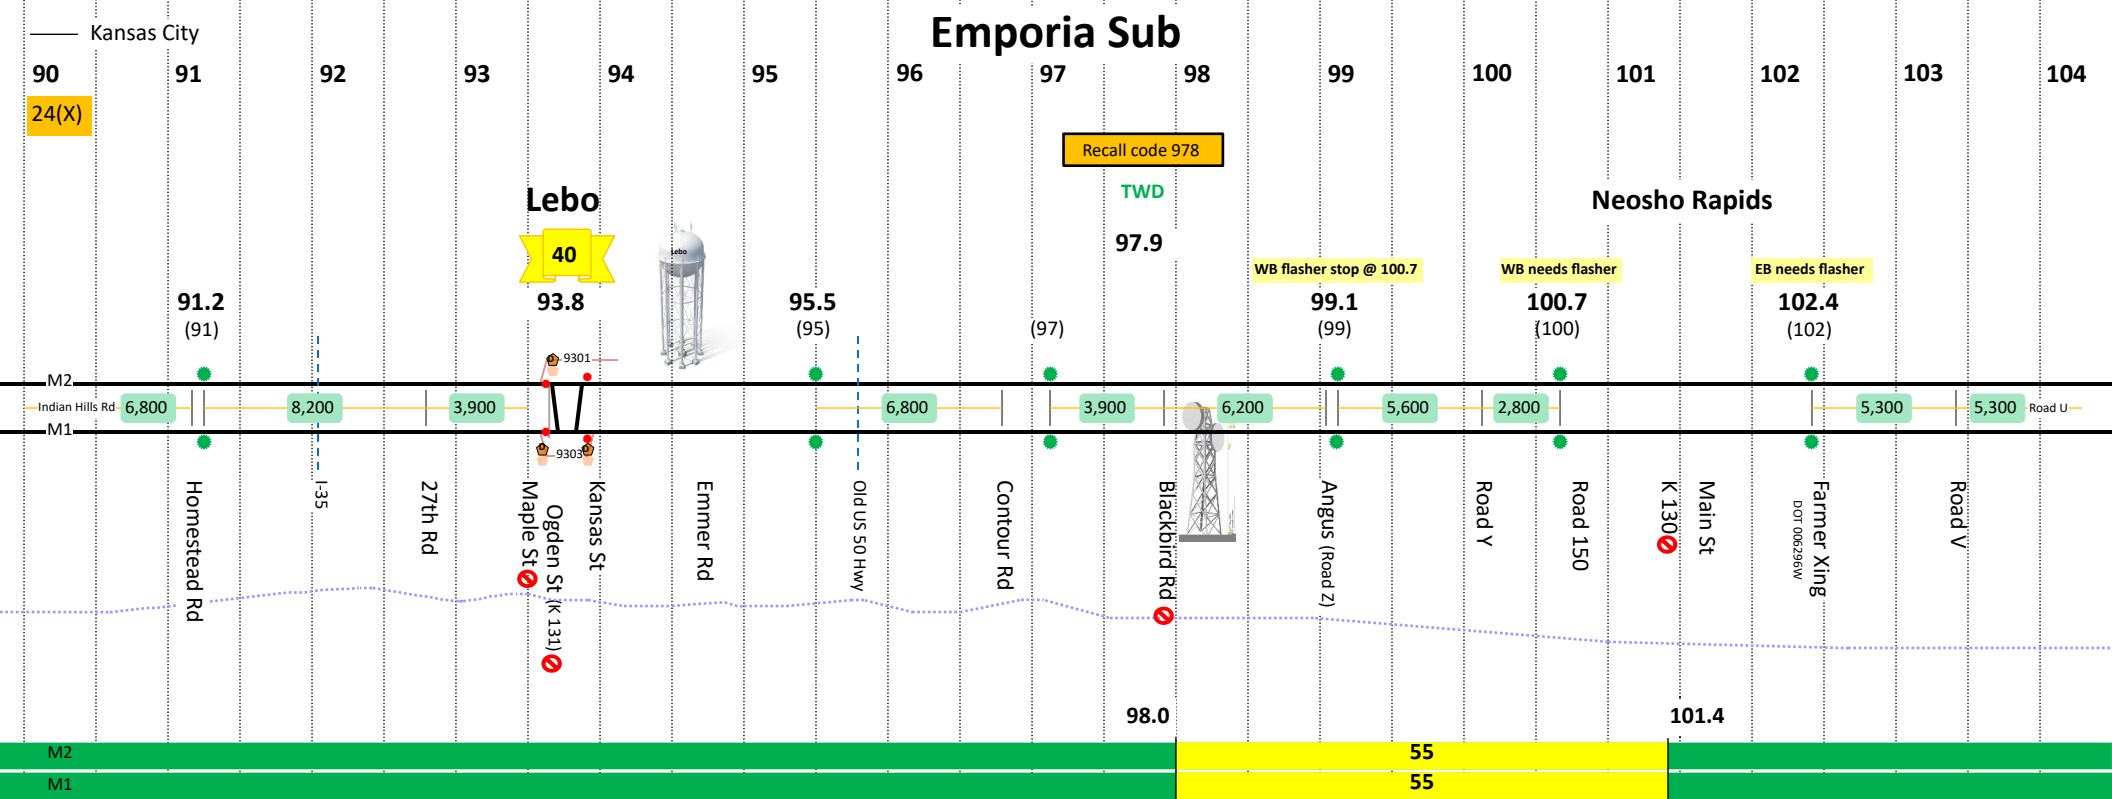 Kansas City
Emporia Sub
90 91 92 93 94 95 96 97 98 99 100 101 102 103 104
24(X)
Recall code 978
TWD
97.9
Lebo
40
93.8
Lebo
Neosho Rapids
WB flasher stop @ 100.7
WB needs flasher
EB needs flasher
91.2
(91)
95.5
(95)
(97)
99.1
(99)
100.7
(100)
102.4
(102)
9301
M2
Indian Hills Rd 6,800 8,200 3,900 6,800 3,900 6,200 5,600 2,800 5,300 5,300 Road U
M1
D
D
D
9303
Homestead Rd
I-35
27th Rd
Maple St
Ogden St (K 131)
Kansas St
Emmer Rd
Old US 50 Hwy
Contour Rd
Blackbird Rd
Angus (Road Z)
Road Y
Road 150
K 130
Main St
Farmer Xing
DOT 006296W
Road V
98.0
101.4
M2 55
M1 55